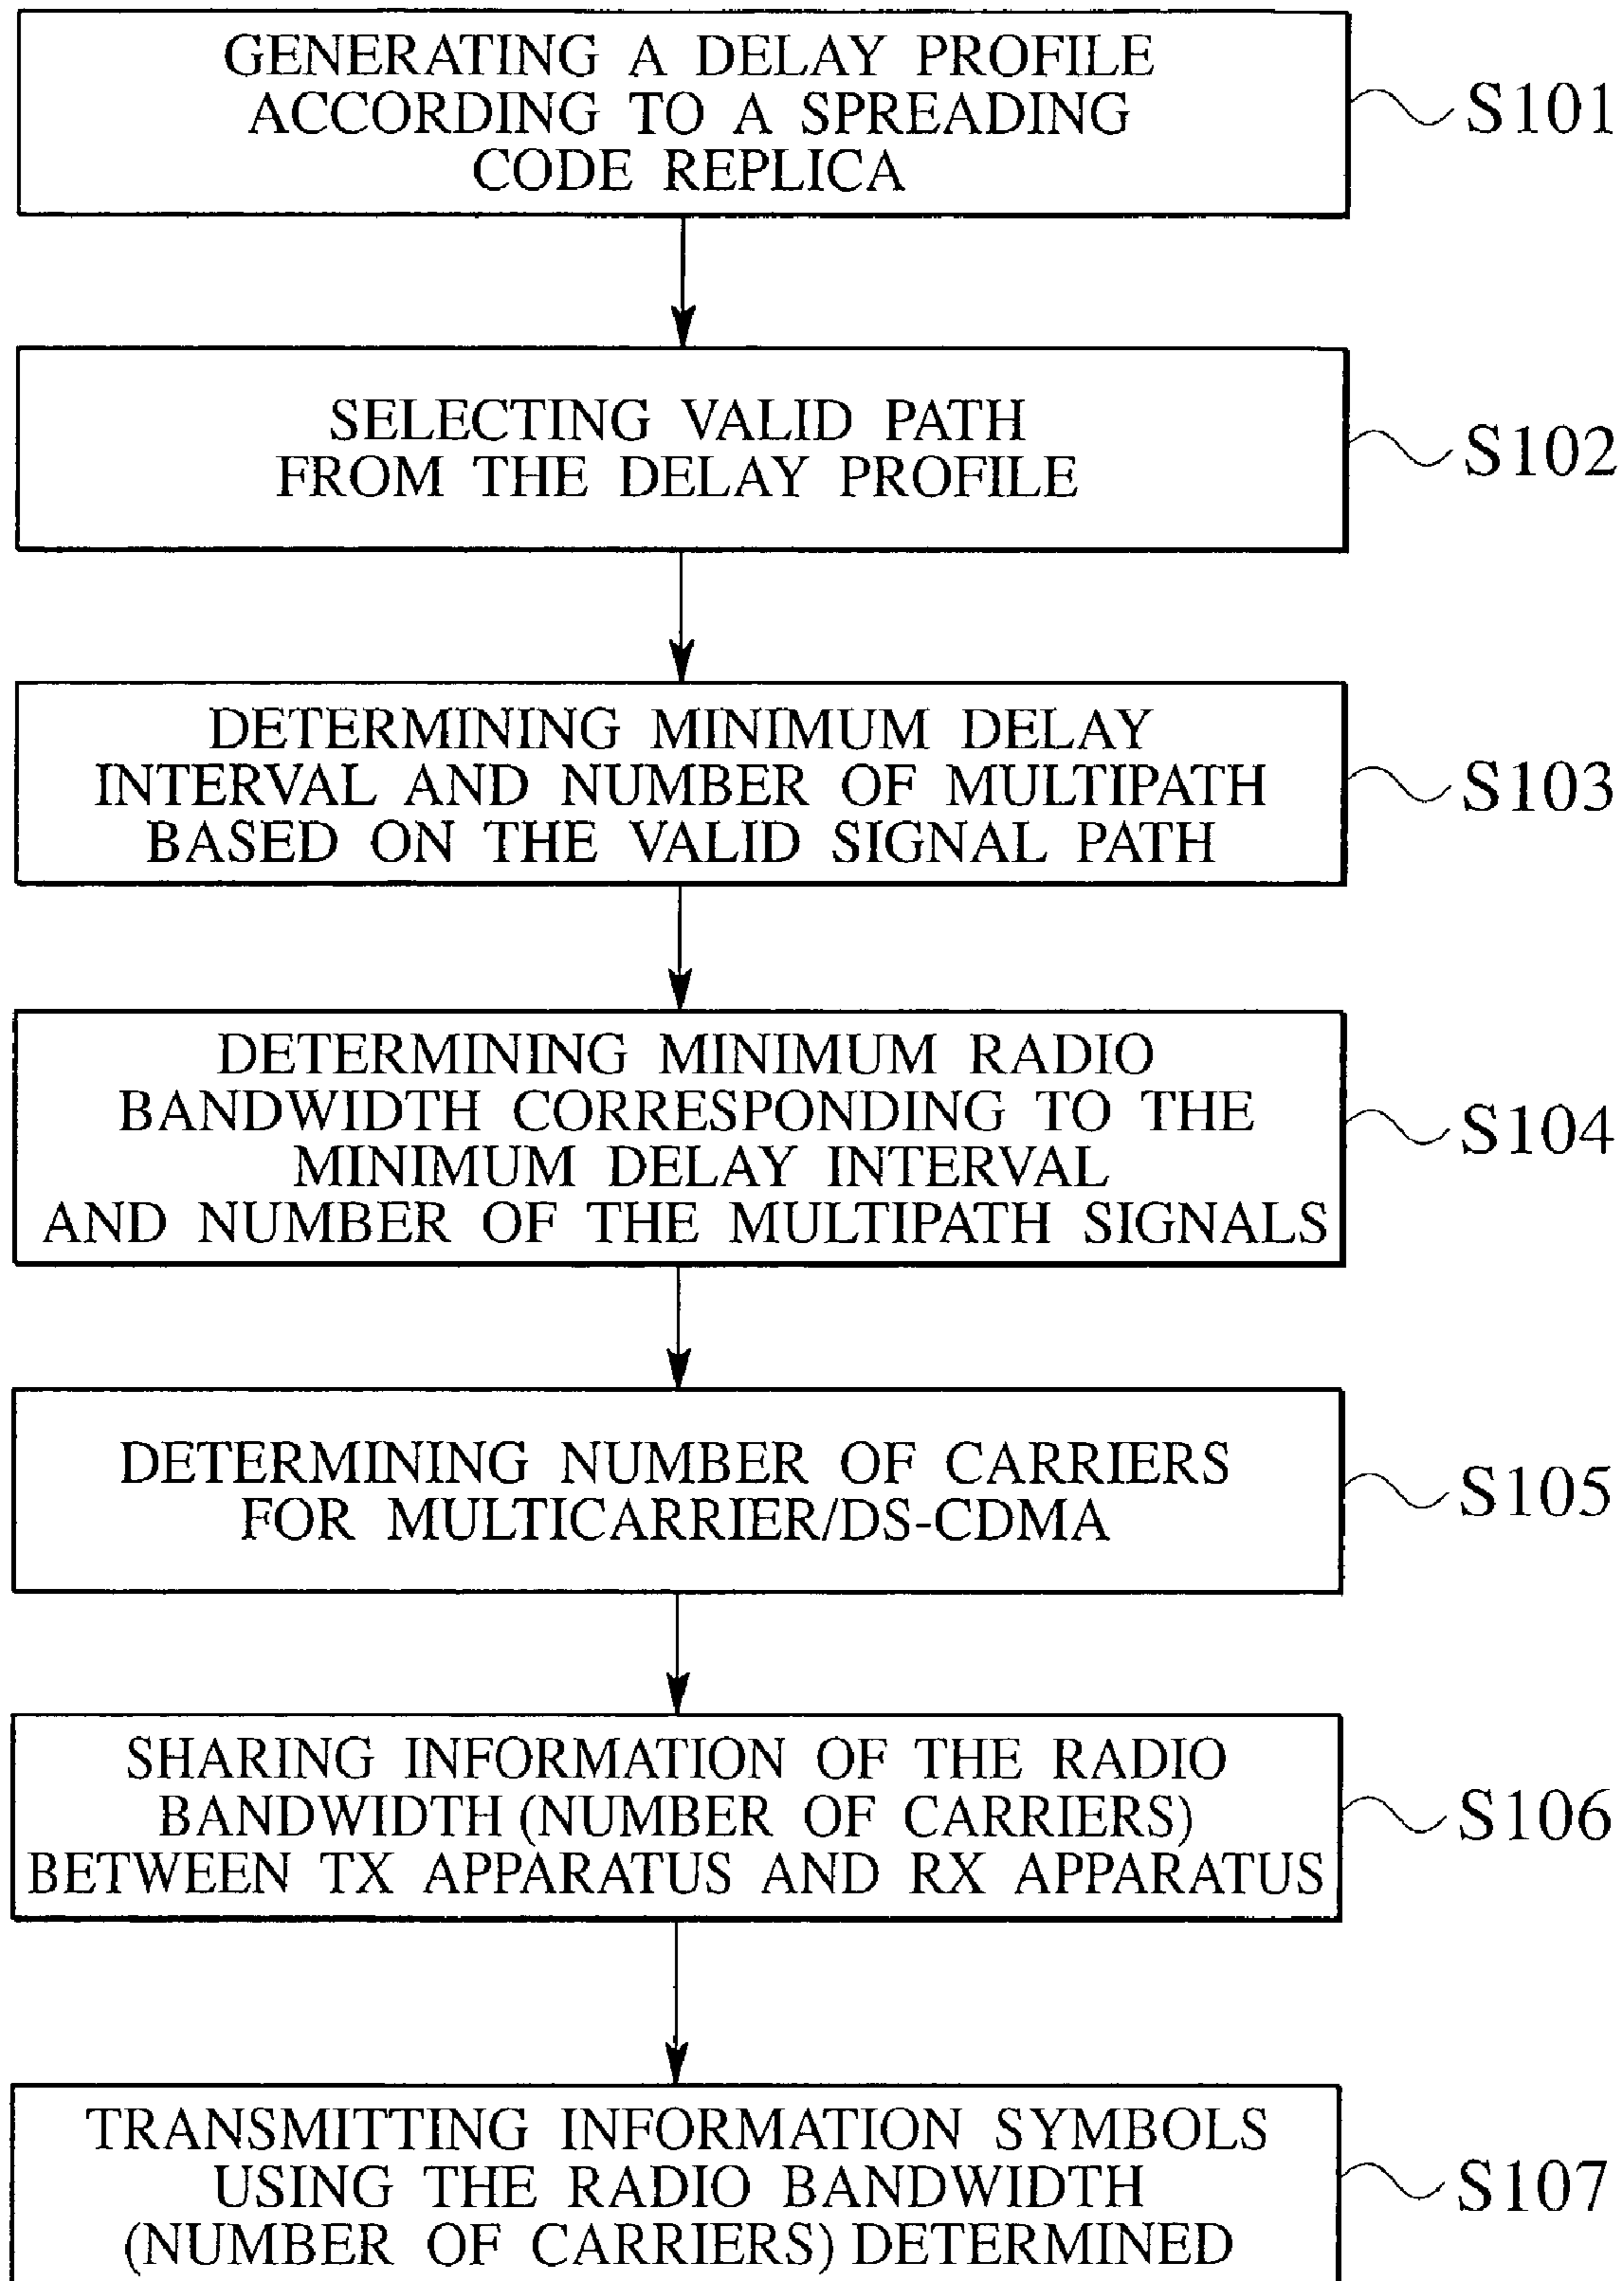 GENERATING A DELAY PROFILE
ACCORDING TO A SPREADING
CODE REPLICA
S101
SELECTING VALID PATH
FROM THE DELAY PROFILE
S102
DETERMINING MINIMUM DELAY
INTERVAL AND NUMBER OF MULTIPATH
BASED ON THE VALID SIGNAL PATH
S103
DETERMINING MINIMUM RADIO
BANDWIDTH CORRESPONDING TO THE
MINIMUM DELAY INTERVAL
AND NUMBER OF THE MULTIPATH SIGNALS
S104
DETERMINING NUMBER OF CARRIERS
FOR MULTICARRIER/DS-CDMA
S105
SHARING INFORMATION OF THE RADIO
BANDWIDTH (NUMBER OF CARRIERS)
BETWEEN TX APPARATUS AND RX APPARATUS
S106
TRANSMITTING INFORMATION SYMBOLS
USING THE RADIO BANDWIDTH
(NUMBER OF CARRIERS) DETERMINED
S107